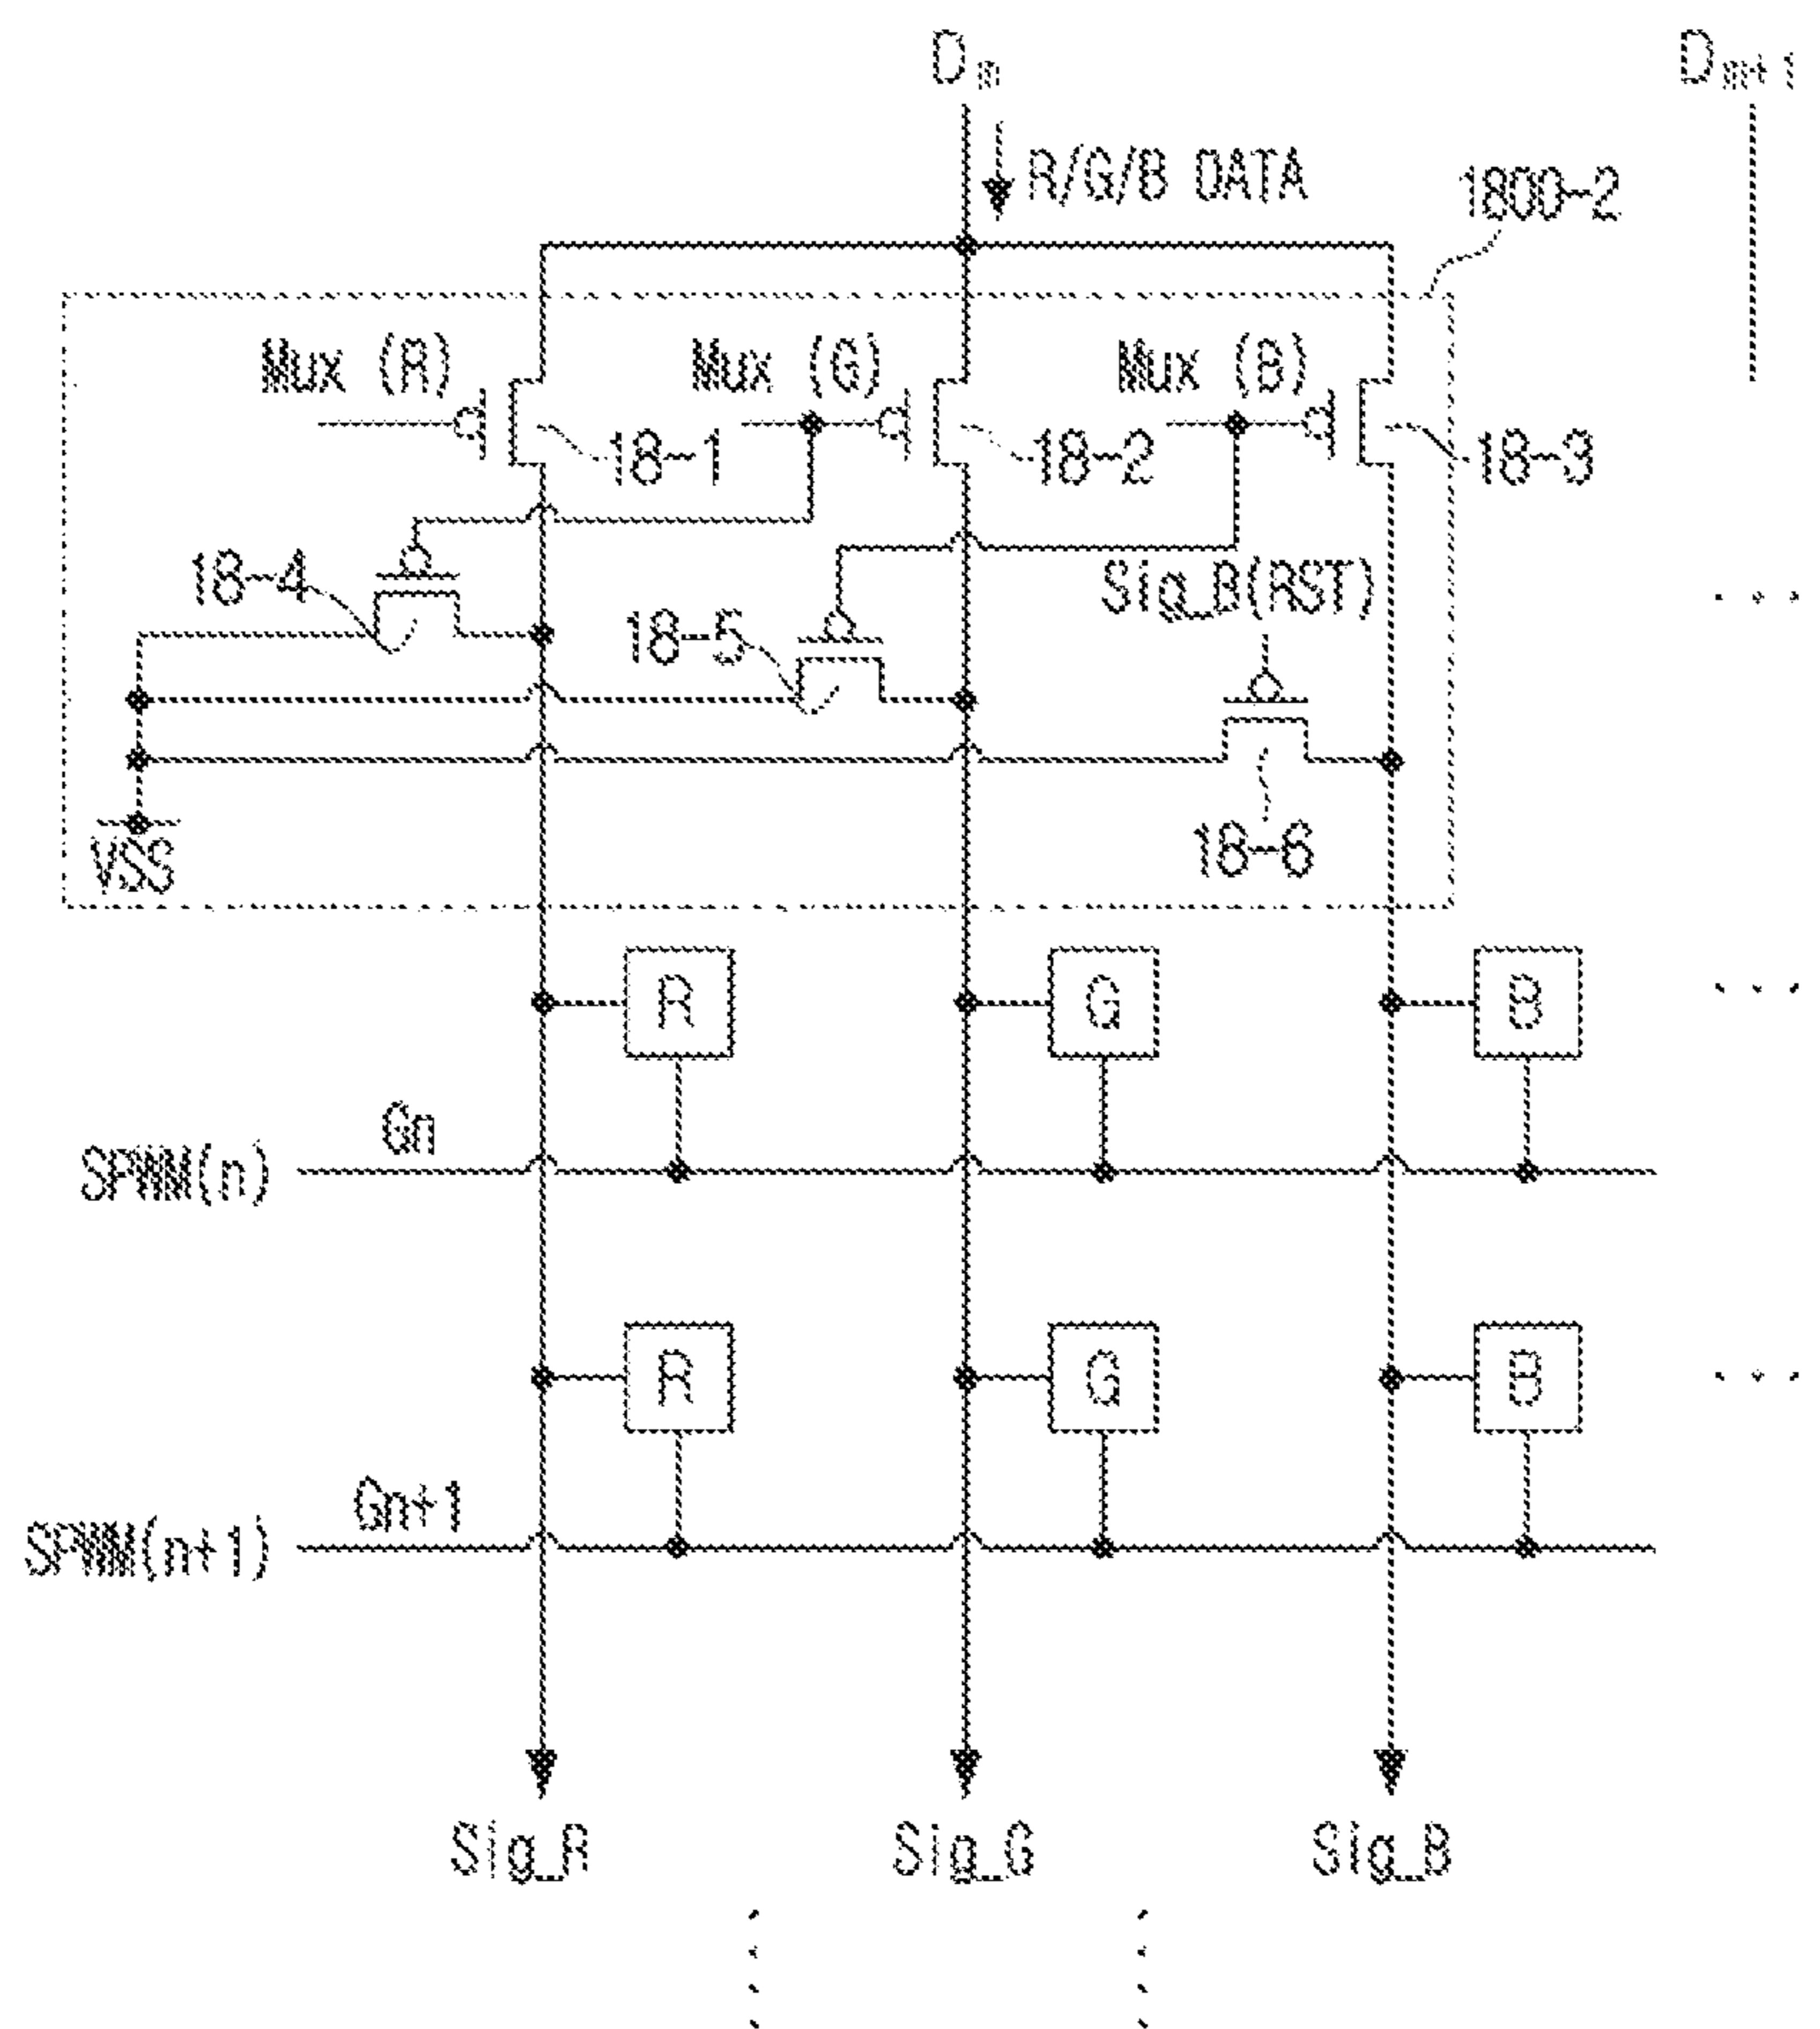 Dm Dm+1
R/G/B DATA
1800-2
Mux (R) Mux (G) Mux (B)
18-1 18-2 18-3
18-4
18-5
Sig_B(RST)
18-6
VSS
R G B
Gn
SPWM(n)
R G B
Gn+1
SPWM(n+1)
Sig_R Sig_G Sig_B